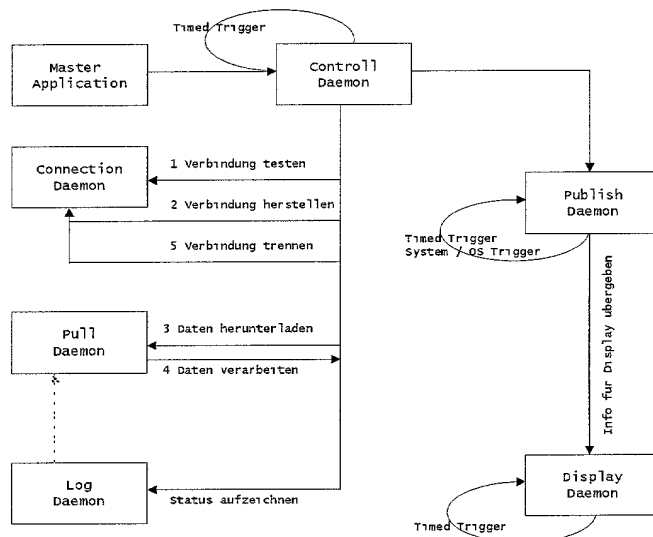 Timed Trigger
Master
Application
Controll
Daemon
Connection
Daemon
1 Verbindung testen
2 Verbindung herstellen
5 Verbindung trennen
Publish
Daemon
Timed Trigger
System / OS Trigger
Pull
Daemon
3 Daten herunterladen
4 Daten verarbeiten
Info fur Display ubergeben
Log
Daemon
Status aufzeichnen
Display
Daemon
Timed Trigger